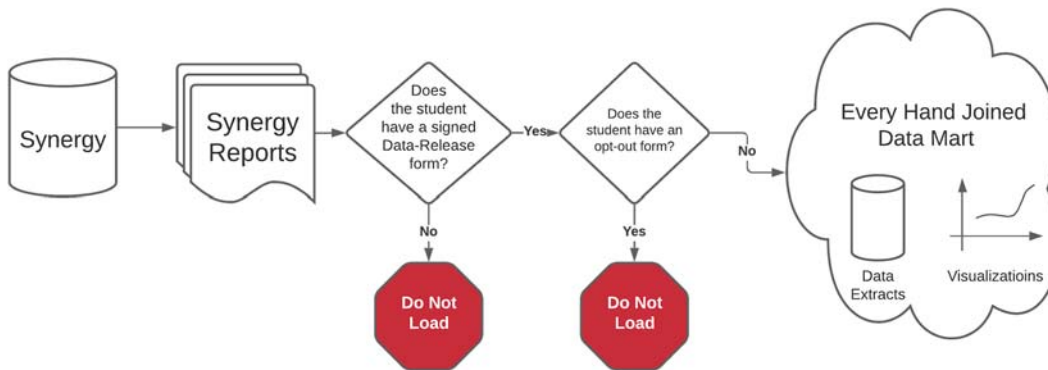 Synergy
Synergy
Reports
Does
the student
have a signed
Data-Release
form?
Yes
No
Do Not
Load
Does the
student have an
opt-out form?
No
Yes
Do Not
Load
Every Hand Joined
Data Mart
Data
Extracts
Visualizatioins